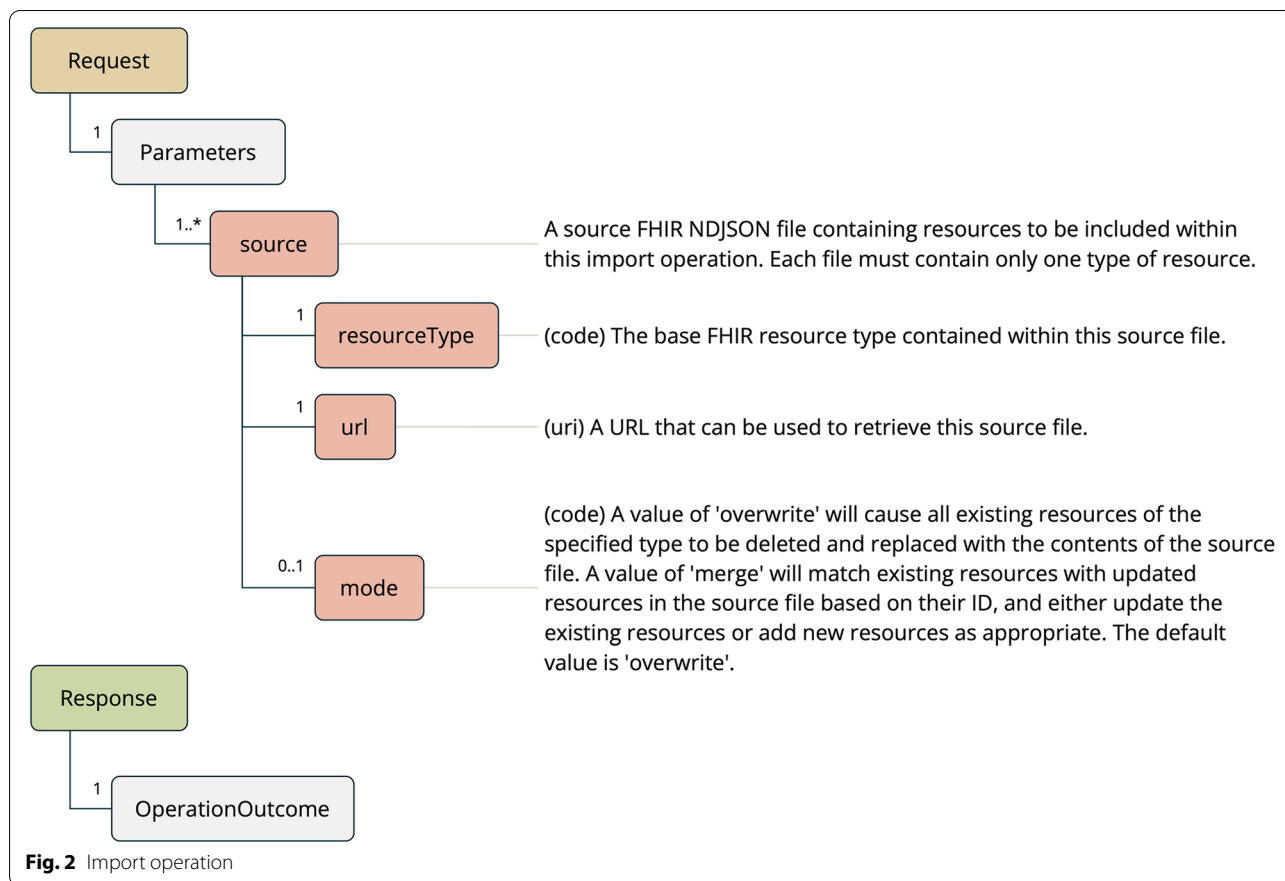 Request
1
Parameters
1..*
source
A source FHIR NDJSON file containing resources to be included within
this import operation. Each file must contain only one type of resource.
1
resourceType
(code) The base FHIR resource type contained within this source file.
1
url
(uri) A URL that can be used to retrieve this source file.
0..1
mode
(code) A value of 'overwrite' will cause all existing resources of the
specified type to be deleted and replaced with the contents of the source
file. A value of 'merge' will match existing resources with updated
resources in the source file based on their ID, and either update the
existing resources or add new resources as appropriate. The default
value is 'overwrite'.
Response
1
OperationOutcome
Fig. 2 Import operation